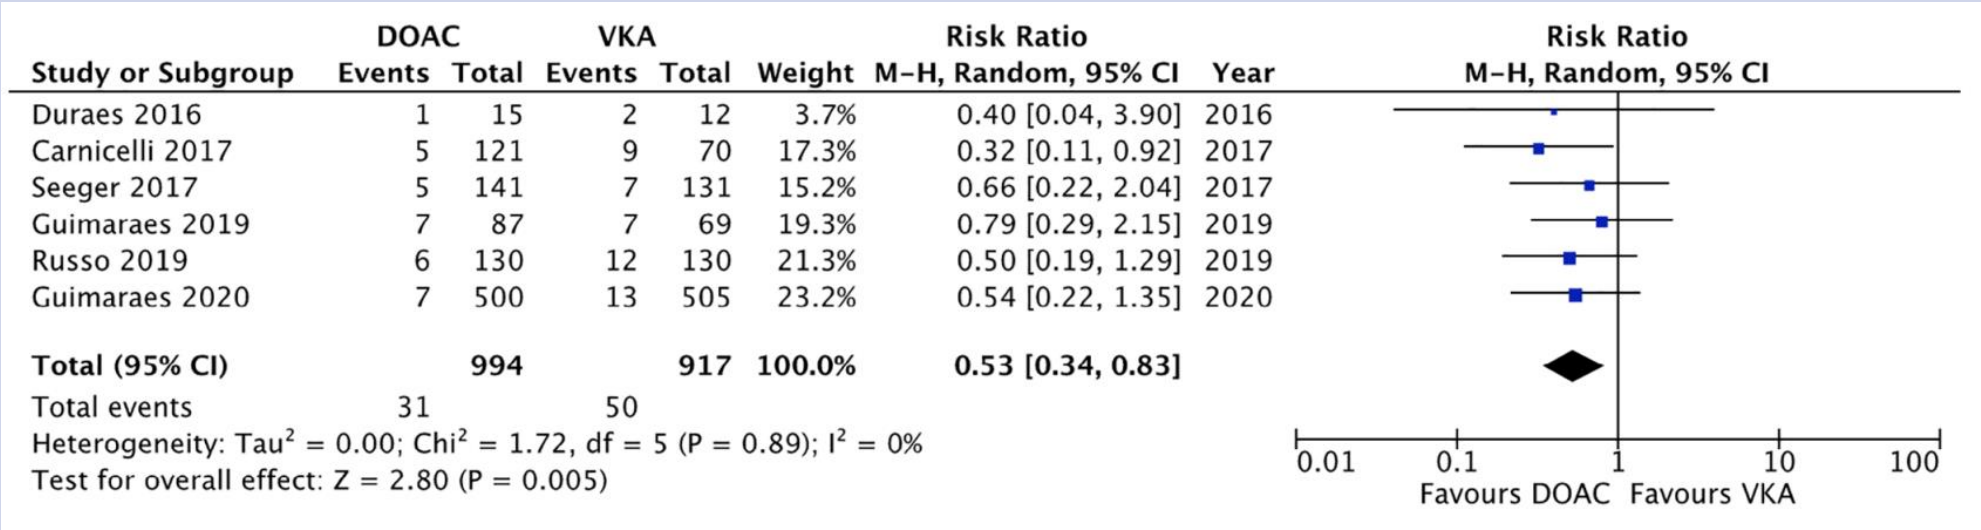 DOAC VKA Risk Ratio Risk Ratio
Study or Subgroup Events Total Events Total Weight M-H, Random, 95% CI Year M-H, Random, 95% CI
Duraes 2016 1 15 2 12 3.7% 0.40 [0.04, 3.90] 2016
Carnicelli 2017 5 121 9 70 17.3% 0.32 [0.11, 0.92] 2017
Seeger 2017 5 141 7 131 15.2% 0.66 [0.22, 2.04] 2017
Guimaraes 2019 7 87 7 69 19.3% 0.79 [0.29, 2.15] 2019
Russo 2019 6 130 12 130 21.3% 0.50 [0.19, 1.29] 2019
Guimaraes 2020 7 500 13 505 23.2% 0.54 [0.22, 1.35] 2020
Total (95% CI) 994 917 100.0% 0.53 [0.34, 0.83]
Total events 31 50
Heterogeneity: Tau² = 0.00; Chi² = 1.72, df = 5 (P = 0.89); I² = 0%
Test for overall effect: Z = 2.80 (P = 0.005)
0.01 0.1 1 10 100
Favours DOAC Favours VKA